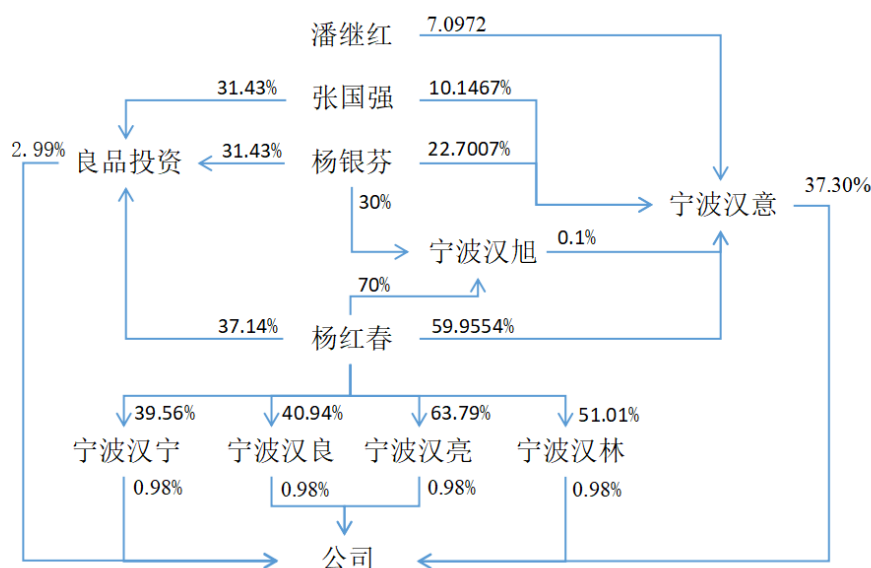 潘继红 7.0972
31.43% 张国强 10.1467%
2.99% 良品投资 31.43% 杨银芬 22.7007%
37.30%
30% 宁波汉意
宁波汉旭 0.1%
70%
37.14% 杨红春 59.9554%
39.56% 40.94% 63.79% 51.01%
宁波汉宁 宁波汉良 宁波汉亮 宁波汉林
0.98% 0.98% 0.98% 0.98%
公司